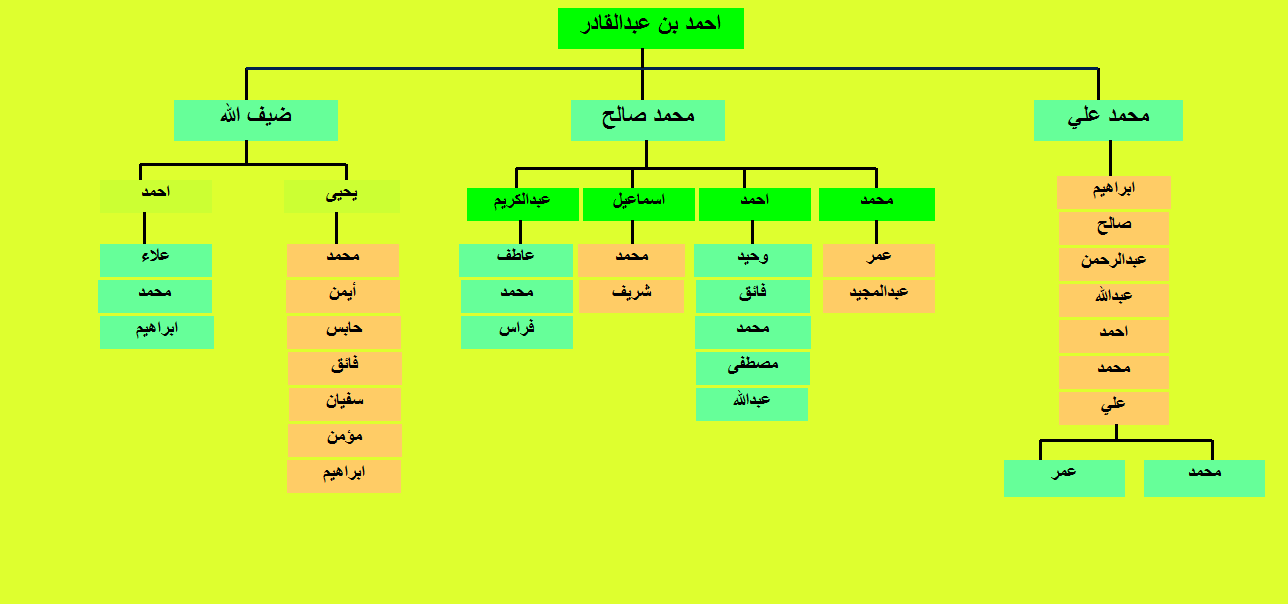 احمد بن عبدالقادر
محمد علي
محمد صالح
ضيف الله
ابراهيم
صالح
عبدالرحمن
عبدالله
احمد
محمد
علي
محمد
عمر
محمد
احمد
اسماعيل
عبدالكريم
عمر
عبدالمجيد
وحيد
فائق
محمد
مصطفى
عبدالله
محمد
شريف
عاطف
محمد
فراس
يحيى
احمد
محمد
أيمن
حابس
فائق
سفيان
مؤمن
ابراهيم
علاء
محمد
ابراهيم